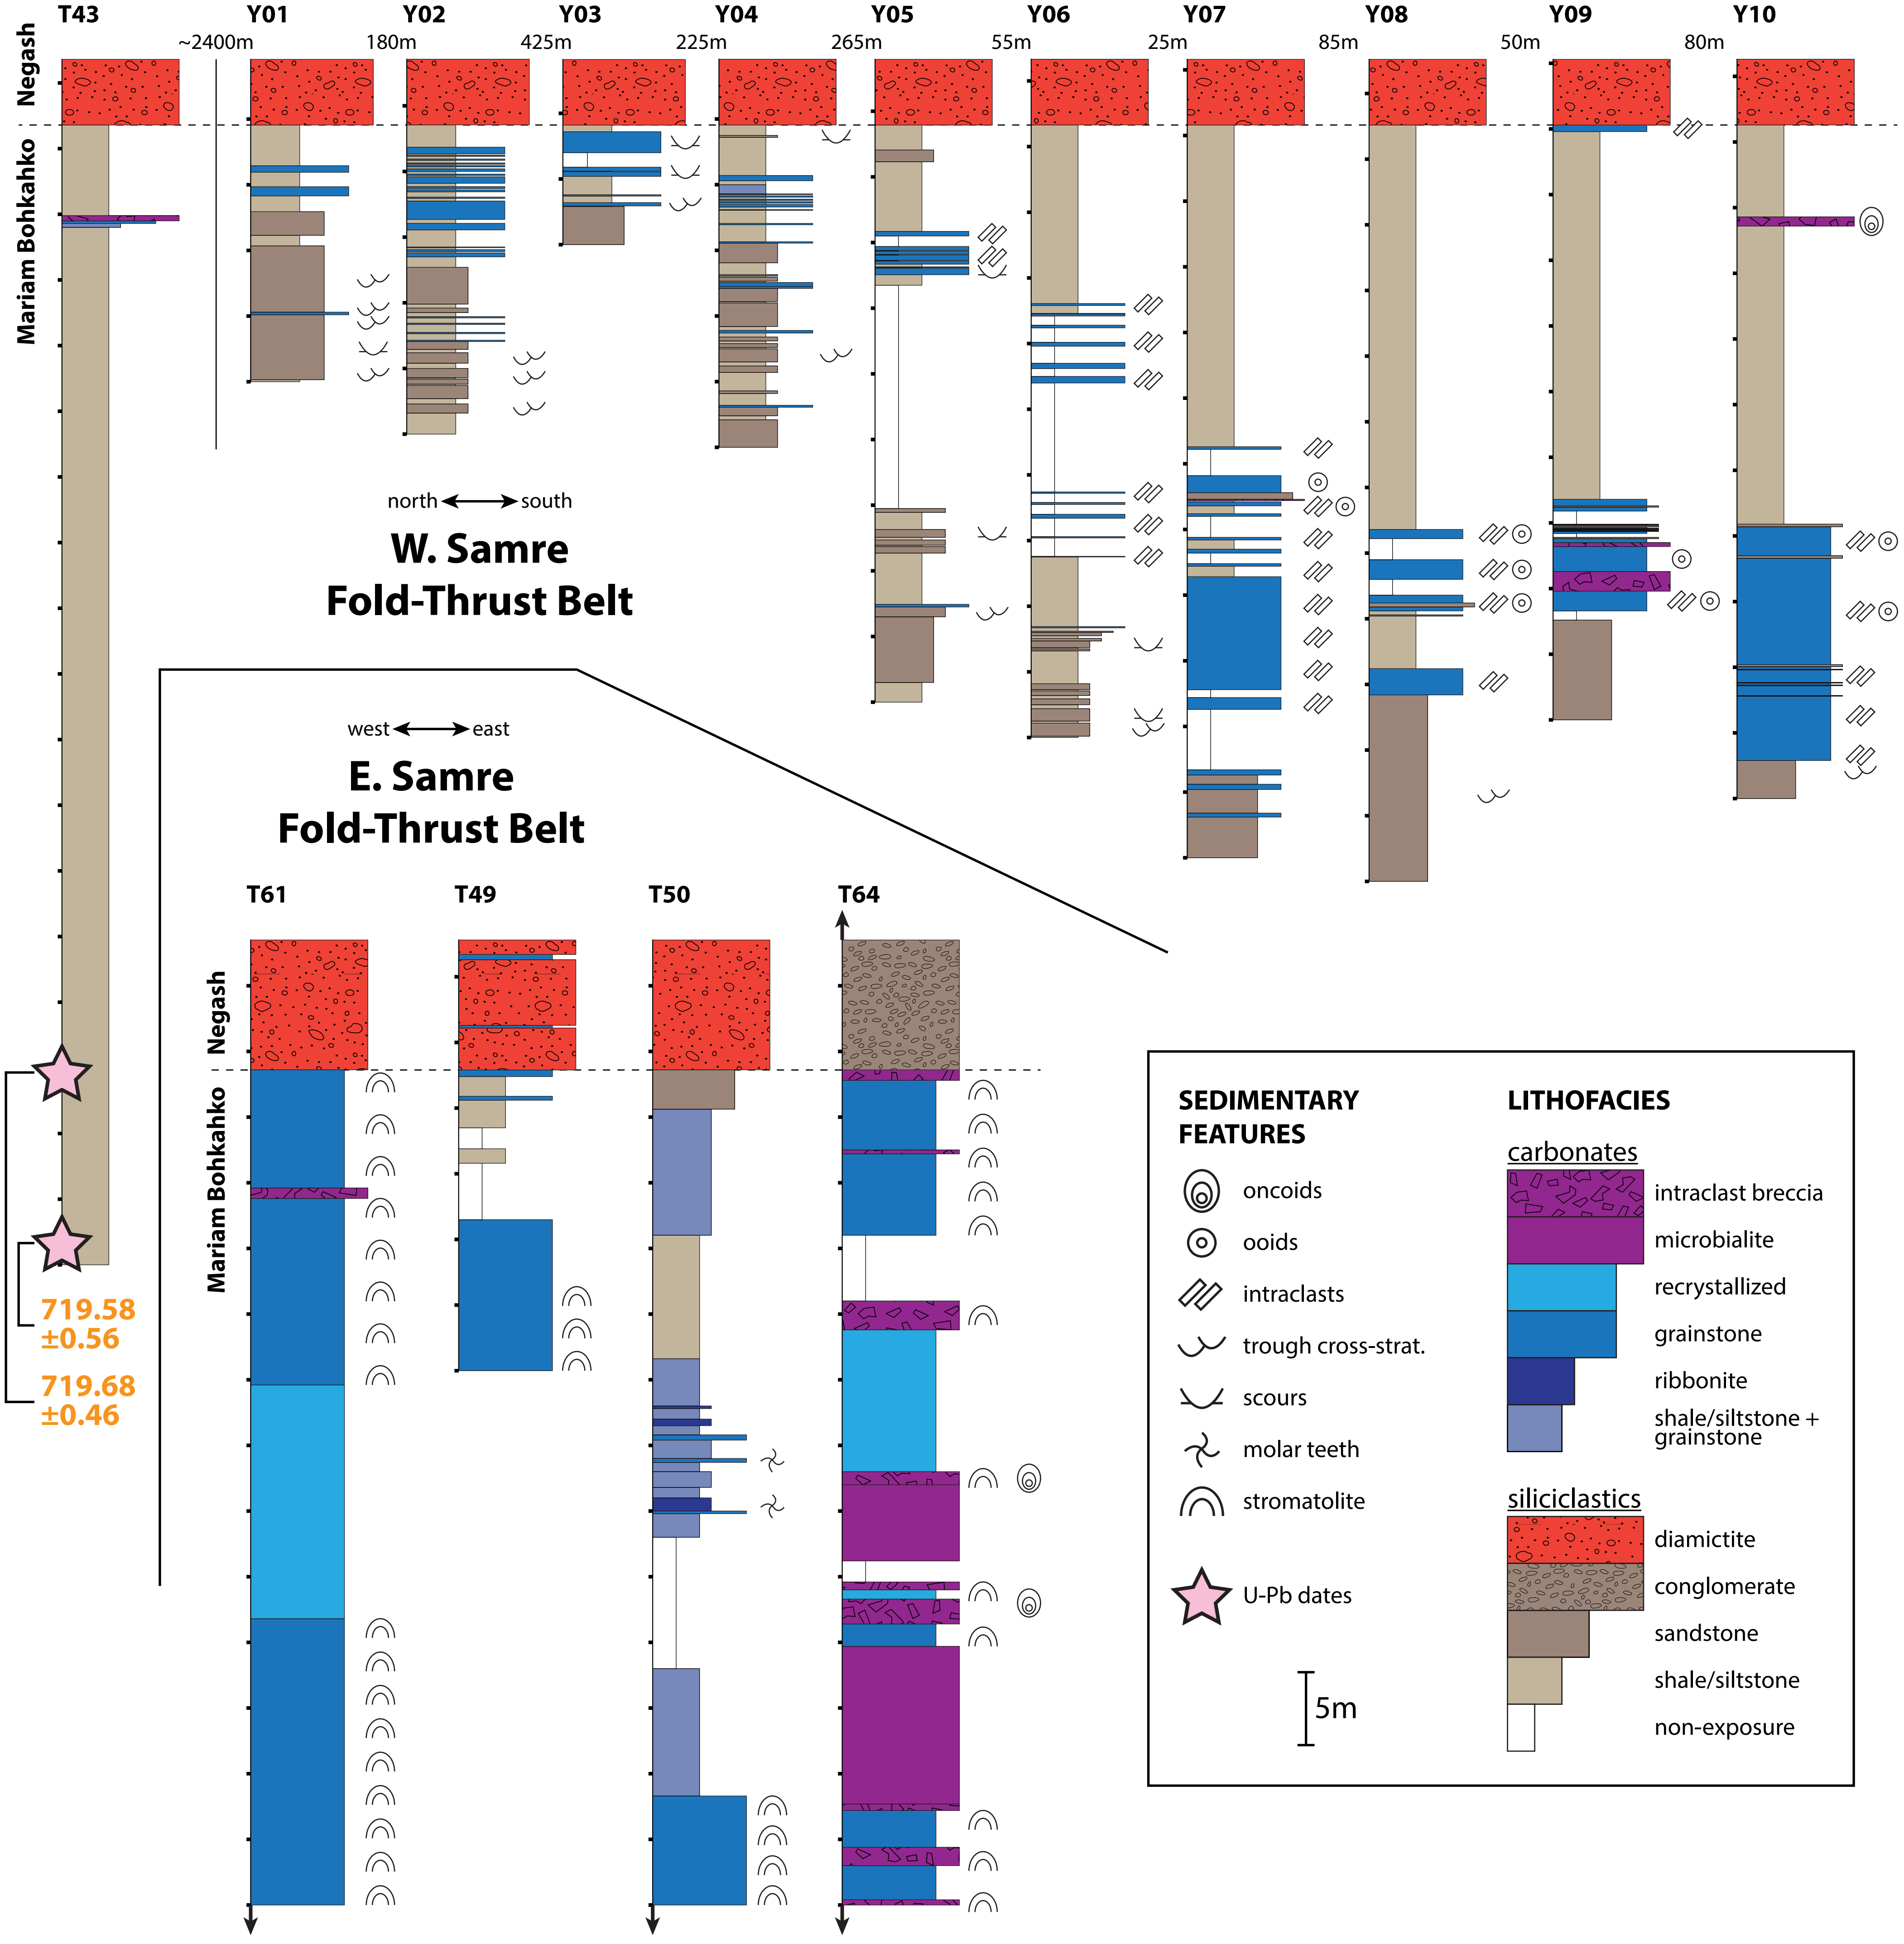 T43 Y01 Y02 Y03 Y04 Y05 Y06 Y07 Y08 Y09 Y10
~2400m 180m 425m 225m 265m 55m 25m 85m 50m 80m
Negash
Mariam Bohkahko
north south
W. Samre
Fold-Thrust Belt
west east
E. Samre
Fold-Thrust Belt
T61 T49 T50 T64
Negash
Mariam Bohkahko
719.58
±0.56
719.68
±0.46
SEDIMENTARY
FEATURES
oncoids
ooids
intraclasts
trough cross-strat.
scours
molar teeth
stromatolite
U-Pb dates
5m
LITHOFACIES
carbonates
intraclast breccia
microbialite
recrystallized
grainstone
ribbonite
shale/siltstone +
grainstone
siliciclastics
diamictite
conglomerate
sandstone
shale/siltstone
non-exposure